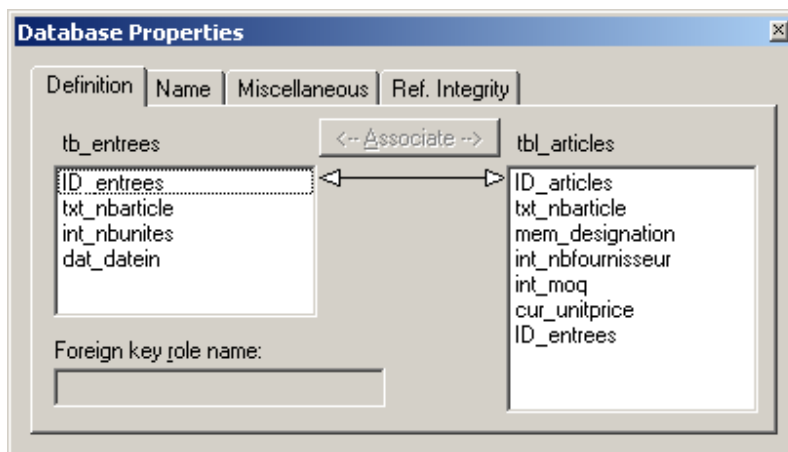 Database Properties
Definition
Name
Miscellaneous
Ref. Integrity
tb_entrees
<-- Associate -->
tbl_articles
ID_entrees
txt_nbarticle
int_nbunites
dat_datein
ID_articles
txt_nbarticle
mem_designation
int_nbfournisseur
int_moq
cur_unitprice
ID_entrees
Foreign key role name: